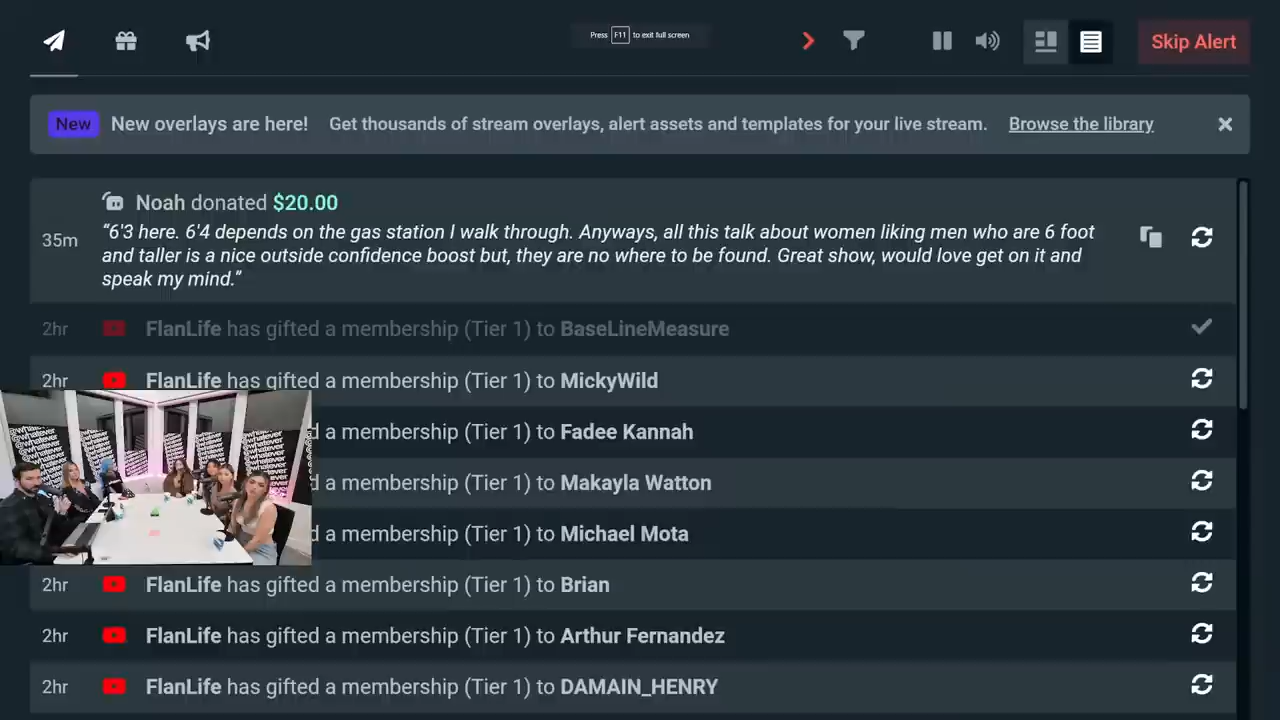 Press F11 to exit full screen
Skip Alert
New New overlays are here! Get thousands of stream overlays, alert assets and templates for your live stream. Browse the library
Noah donated $20.00
35m
“6'3 here. 6'4 depends on the gas station I walk through. Anyways, all this talk about women liking men who are 6 foot
and taller is a nice outside confidence boost but, they are no where to be found. Great show, would love get on it and
speak my mind.”
2hr FlanLife has gifted a membership (Tier 1) to BaseLineMeasure
2hr FlanLife has gifted a membership (Tier 1) to MickyWild
d a membership (Tier 1) to Fadee Kannah
d a membership (Tier 1) to Makayla Watton
d a membership (Tier 1) to Michael Mota
2hr FlanLife has gifted a membership (Tier 1) to Brian
2hr FlanLife has gifted a membership (Tier 1) to Arthur Fernandez
2hr FlanLife has gifted a membership (Tier 1) to DAMAIN_HENRY
@whatever
@whatever
@whatever
@whatever